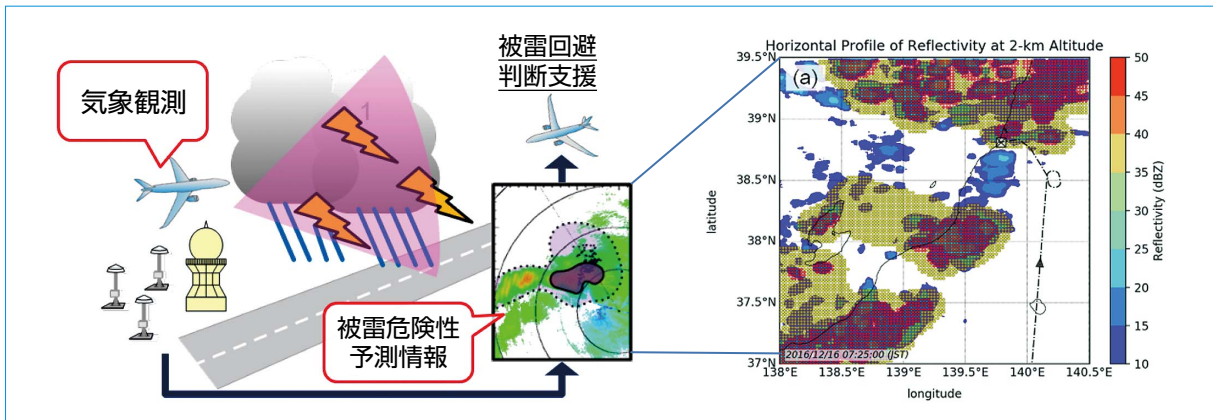 気象観測
1
被雷回避
判断支援
被雷危険性
予測情報
Horizontal Profile of Reflectivity at 2-km Altitude
(a)
39.5°N
39°N
38.5°N
38°N
37.5°N
37°N
latitude
2016/12/16 07:25:00 (JST)
138°E
138.5°E
139°E
139.5°E
140°E
140.5°E
longitude
50
45
40
35
30
25
20
15
10
Reflectivity (dBZ)